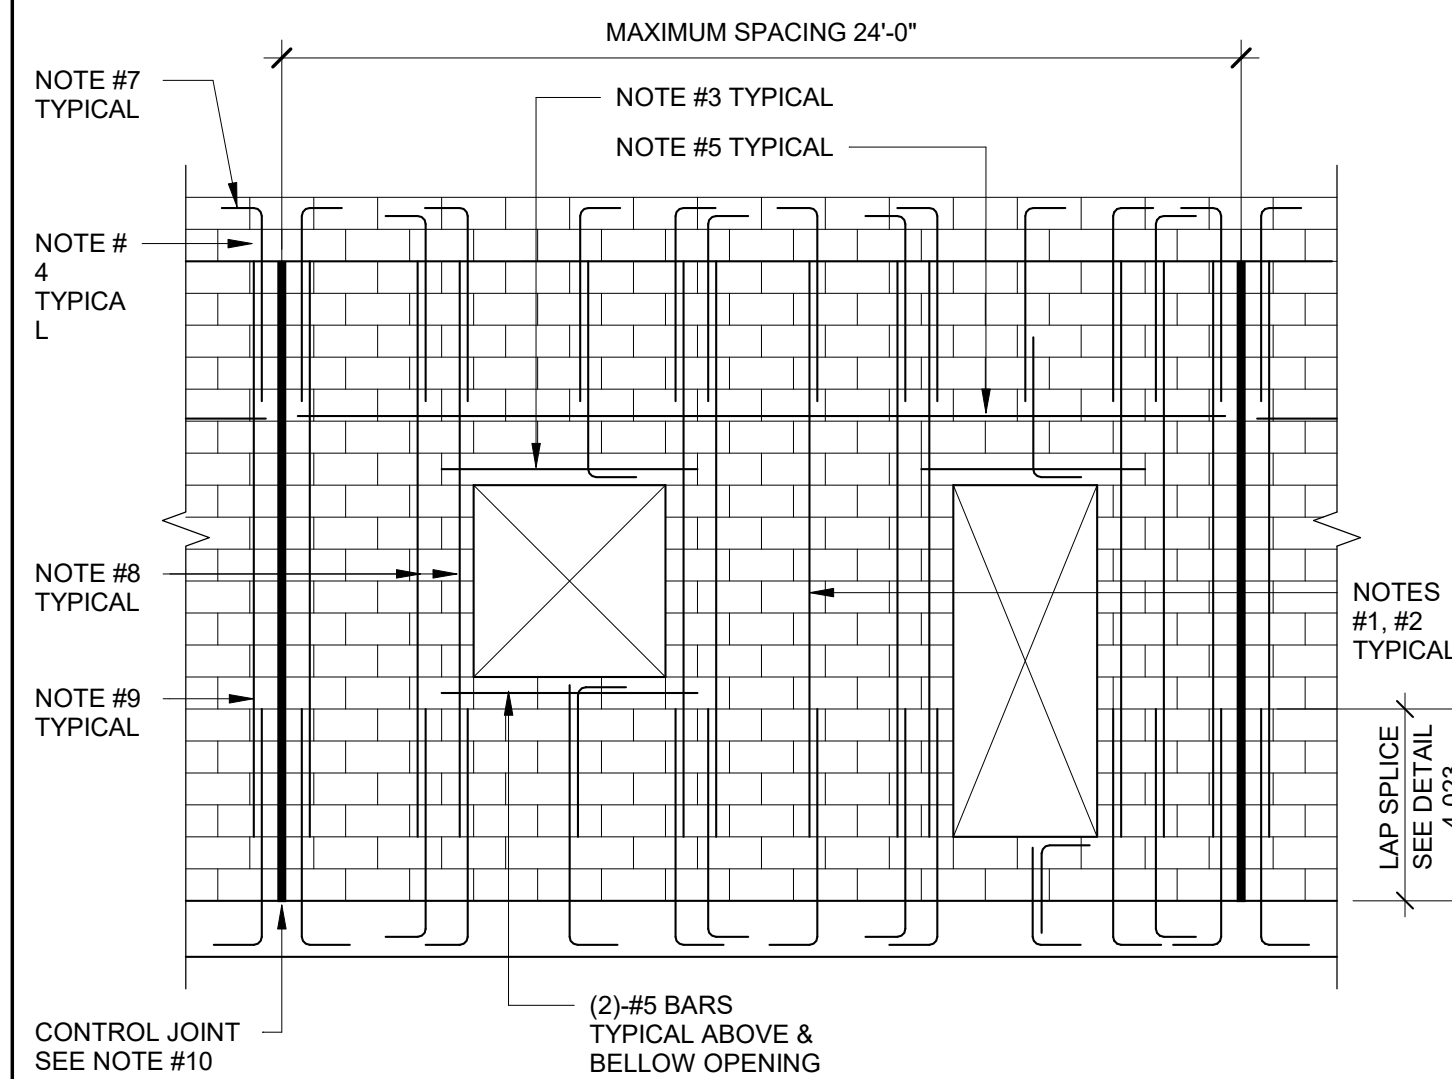 MAXIMUM SPACING 24'-0"
NOTE #7
TYPICAL
NOTE #3 TYPICAL
NOTE #5 TYPICAL
NOTE #
4
TYPICA
L
NOTE #8
TYPICAL
NOTES
#1, #2
TYPICAL
NOTE #9
TYPICAL
LAP SPLICE
SEE DETAIL
(2)-#5 BARS
TYPICAL ABOVE &
BELLOW OPENING
CONTROL JOINT
SEE NOTE #10